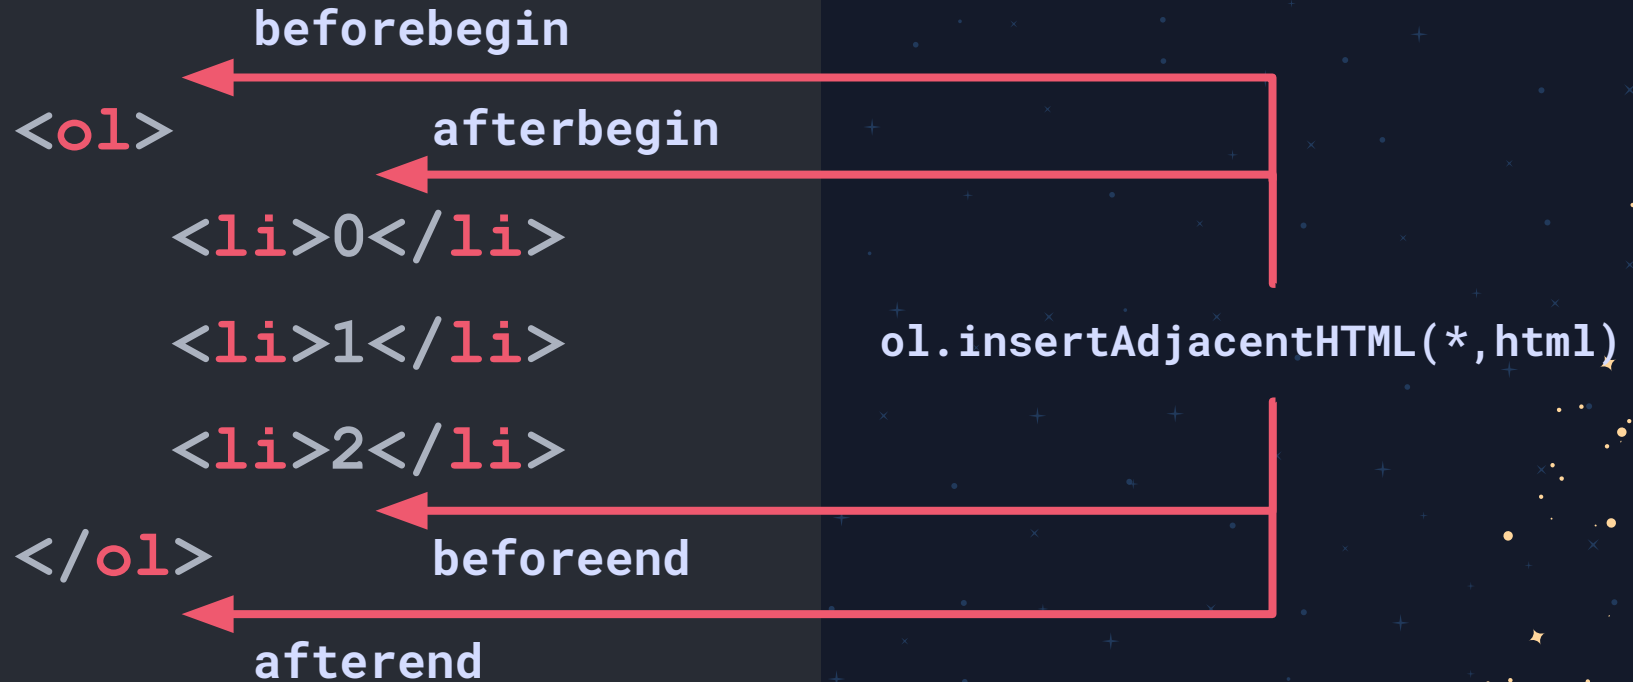 beforebegin
<ol>
afterbegin
<li>0</li>
<li>1</li>
ol.insertAdjacentHTML(*,html)
<li>2</li>
</ol>
beforeend
afterend